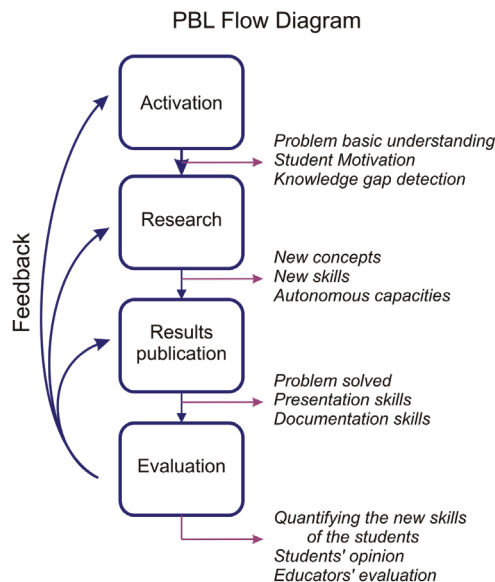 PBL Flow Diagram
Activation
Problem basic understanding
Student Motivation
Knowledge gap detection
Research
Feedback
New concepts
New skills
Autonomous capacities
Results
publication
Problem solved
Presentation skills
Documentation skills
Evaluation
Quantifying the new skills
of the students
Students' opinion
Educators' evaluation